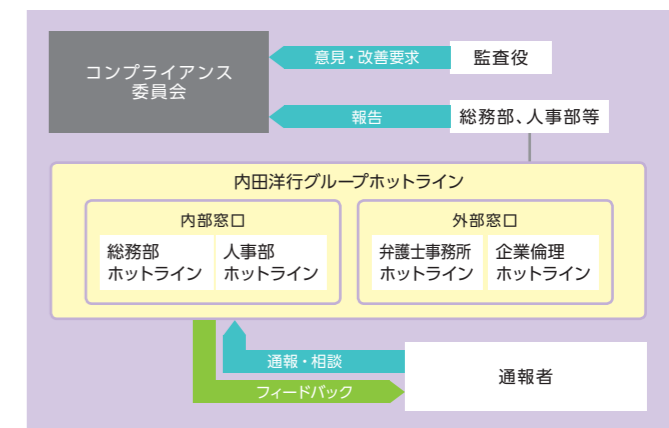 コンプライアンス
委員会
意見・改善要求
監査役
報告
総務部、人事部等
内田洋行グループホットライン
内部窓口
外部窓口
総務部
ホットライン
人事部
ホットライン
弁護士事務所
ホットライン
企業倫理
ホットライン
通報・相談
フィードバック
通報者